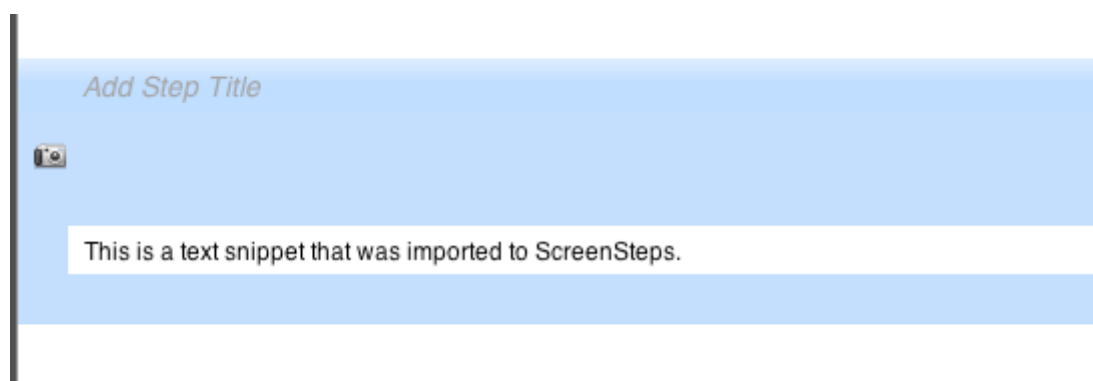 Add Step Title
This is a text snippet that was imported to ScreenSteps.